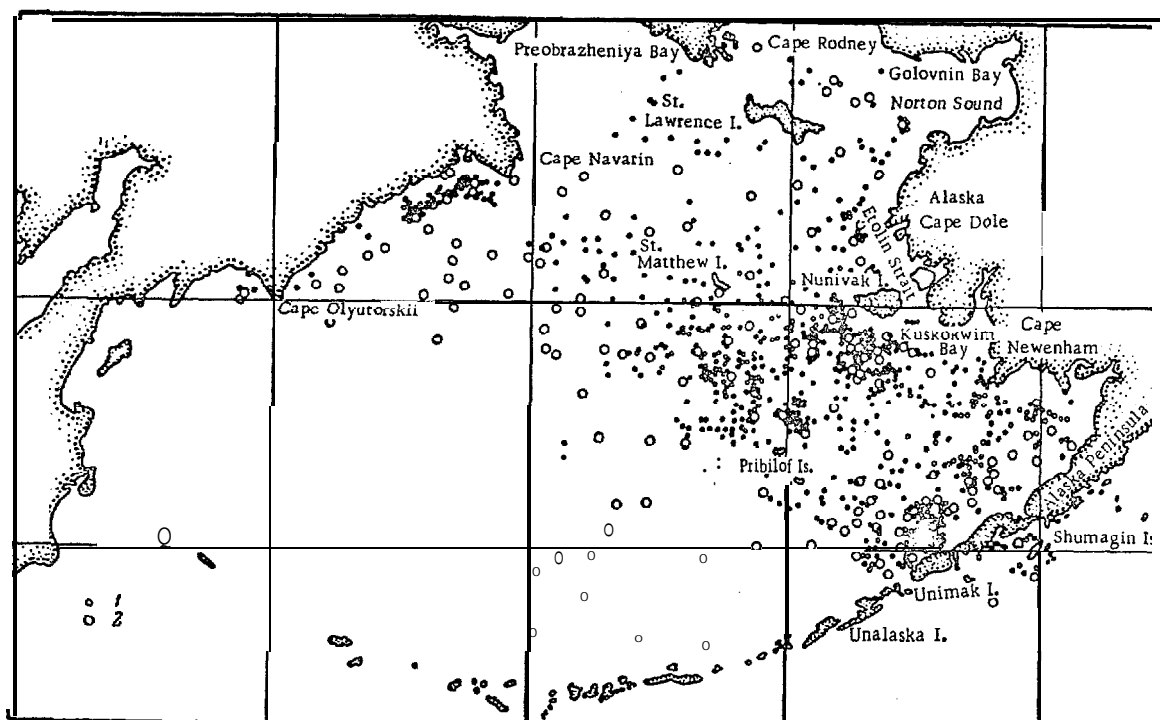 Preobrazheniya Bay
Cape Rodney
Golovnin Bay
Norton Sound
St.
Lawrence I.
Cape Navarin
Alaska
Cape Dole
Etolin Strait
St.
Matthew I.
Nunivak I.
Cape Olyutorskii
Kuskokwim
Bay
Cape
Newenham
Pribilof Is.
Alaska Peninsula
Shumagin Is
1
2
Unimak I.
Unalaska I.